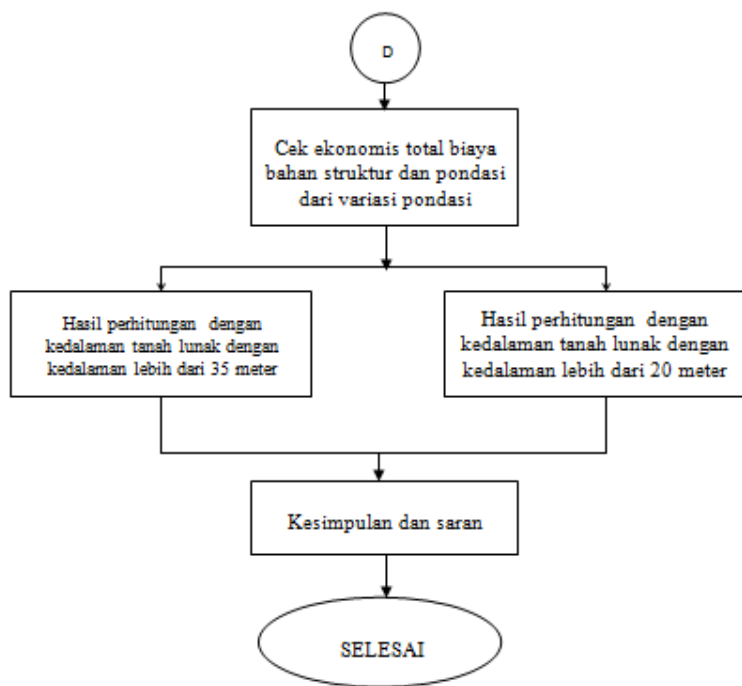 D
Cek ekonomis total biaya
bahan struktur dan pondasi
dari variasi pondasi
Hasil perhitungan dengan
kedalaman tanah lunak dengan
kedalaman lebih dari 35 meter
Hasil perhitungan dengan
kedalaman tanah lunak dengan
kedalaman lebih dari 20 meter
Kesimpulan dan saran
SELESAI